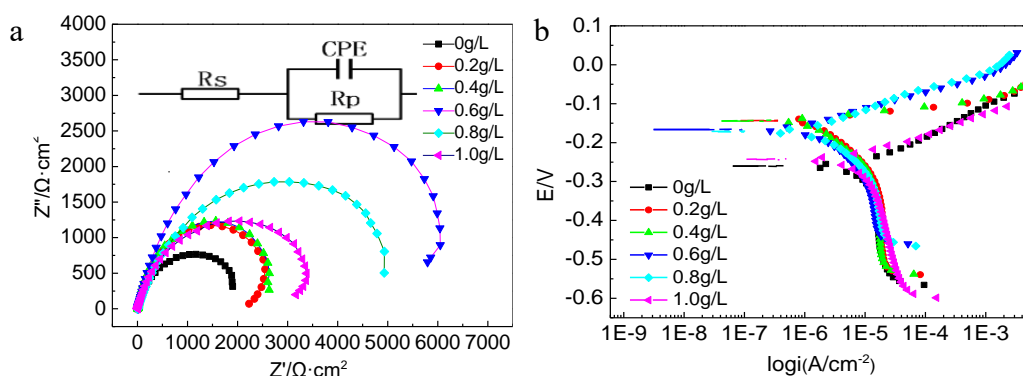 a
Z''/Ω·cm²
4000
3500
3000
2500
2000
1500
1000
500
0
0 1000 2000 3000 4000 5000 6000 7000
Z'/Ω·cm²
CPE
Rs
Rp
0g/L
0.2g/L
0.4g/L
0.6g/L
0.8g/L
1.0g/L
b
E/V
0.1
0.0
-0.1
-0.2
-0.3
-0.4
-0.5
-0.6
0g/L
0.2g/L
0.4g/L
0.6g/L
0.8g/L
1.0g/L
1E-9 1E-8 1E-7 1E-6 1E-5 1E-4 1E-3
logi(A/cm⁻²)